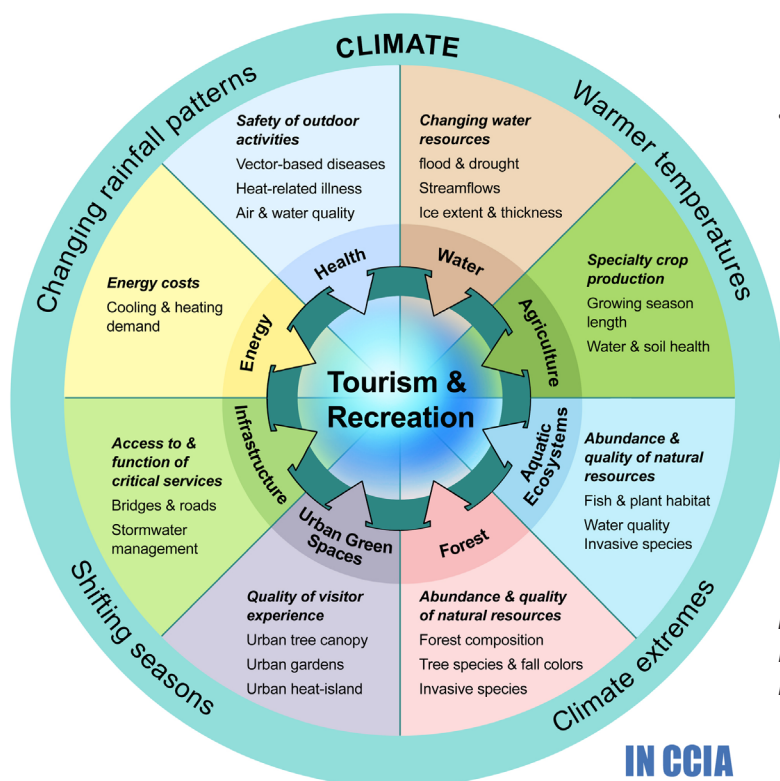 CLIMATE
Changing rainfall patterns
Warmer temperatures
Safety of outdoor
activities
Vector-based diseases
Heat-related illness
Air & water quality
Changing water
resources
flood & drought
Streamflows
Ice extent & thickness
Energy costs
Cooling & heating
demand
Specialty crop
production
Growing season
length
Water & soil health
Health
Water
Energy
Agriculture
Tourism &
Recreation
Infrastructure
Aquatic
Ecosystems
Urban Green
Spaces
Forest
Access to &
function of
critical services
Bridges & roads
Stormwater
management
Abundance &
quality of natural
resources
Fish & plant habitat
Water quality
Invasive species
Quality of visitor
experience
Urban tree canopy
Urban gardens
Urban heat-island
Abundance & quality
of natural resources
Forest composition
Tree species & fall colors
Invasive species
Shifting seasons
Climate extremes
IN CCIA